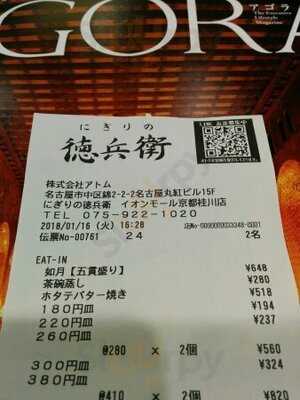 GORA
アゴラ
The Executive
Lifestyle
Magazine
にぎりの
徳兵衛
株式会社アトム
名古屋市中区錦2-2-2名古屋丸紅ビル15F
にぎりの徳兵衛 イオンモール京都桂川店
TEL 075-922-1020
2018/01/16 (火) 16:28
伝票No-00761 24 2名
EAT-IN
如月【五貫盛り】 ¥648
茶碗蒸し ¥280
ホタテバター焼き ¥518
180円皿 ¥194
220円皿 ¥237
260円皿
@280 × 2個 ¥560
300円皿 ¥324
380円皿
@410 × 2個 ¥820